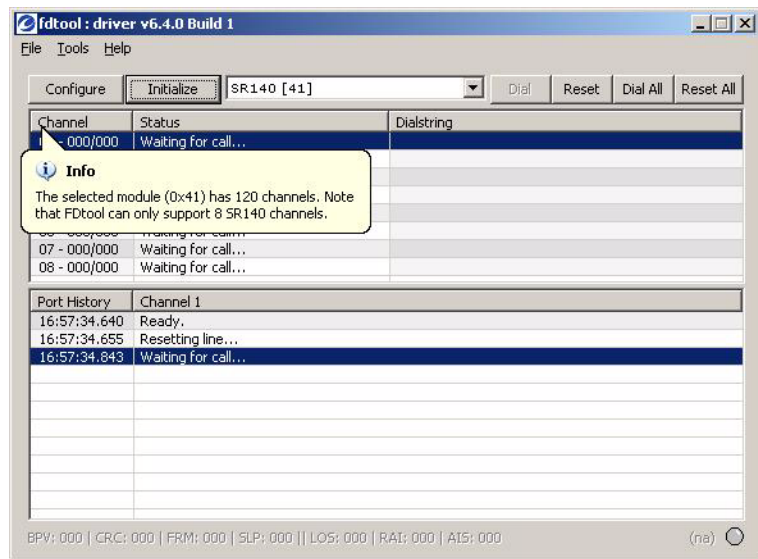 fdtool : driver v6.4.0 Build 1
File Tools Help
Configure Initialize SR140 [41] Dial Reset Dial All Reset All
Channel Status Dialstring
- 000/000 Waiting for call...
Info
The selected module (0x41) has 120 channels. Note
that FDtool can only support 8 SR140 channels.
07 - 000/000 Waiting for call...
08 - 000/000 Waiting for call...
Port History Channel 1
16:57:34.640 Ready.
16:57:34.655 Resetting line...
16:57:34.843 Waiting for call...
BPV: 000 | CRC: 000 | FRM: 000 | SLP: 000 || LOS: 000 | RAI: 000 | AIS: 000 (na)